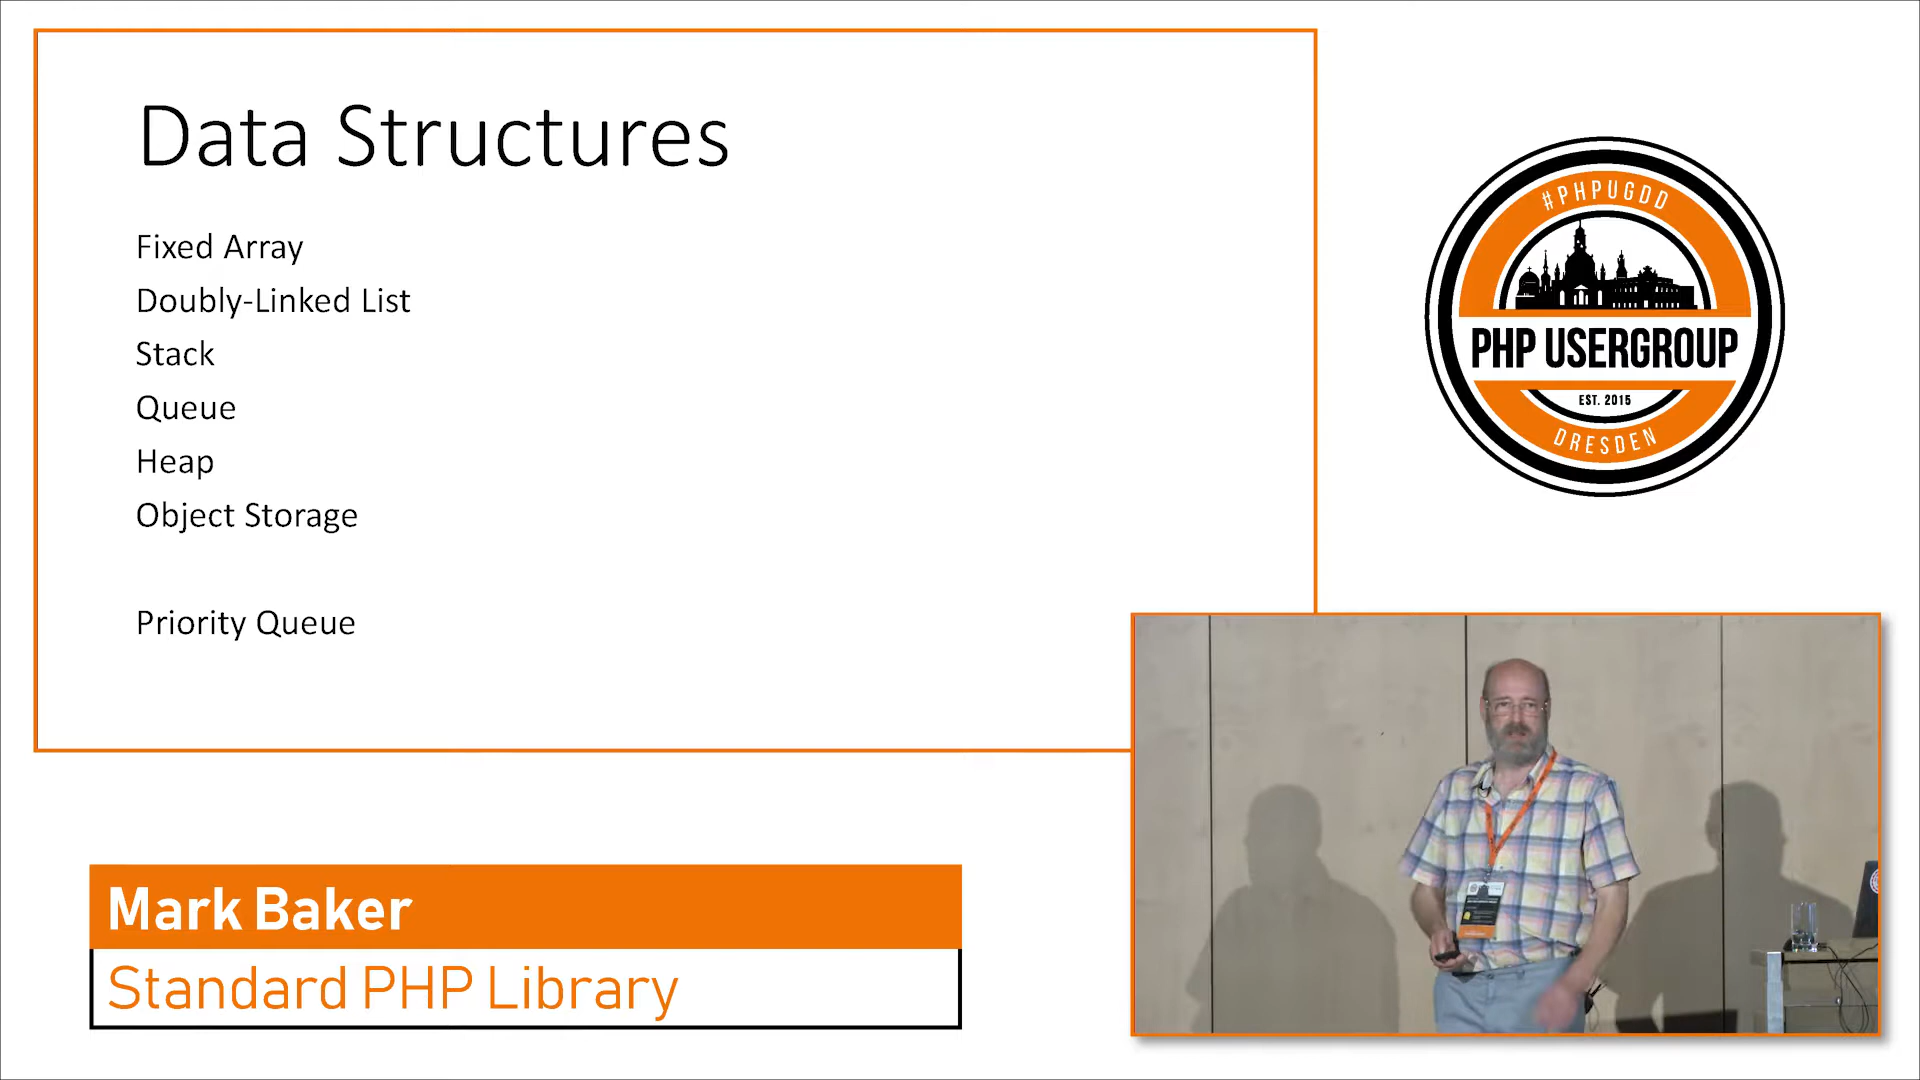 Data Structures
Fixed Array
Doubly-Linked List
Stack
Queue
Heap
Object Storage
Priority Queue
#PHPUGDD
PHP USERGROUP
EST. 2015
DRESDEN
Mark Baker
Standard PHP Library